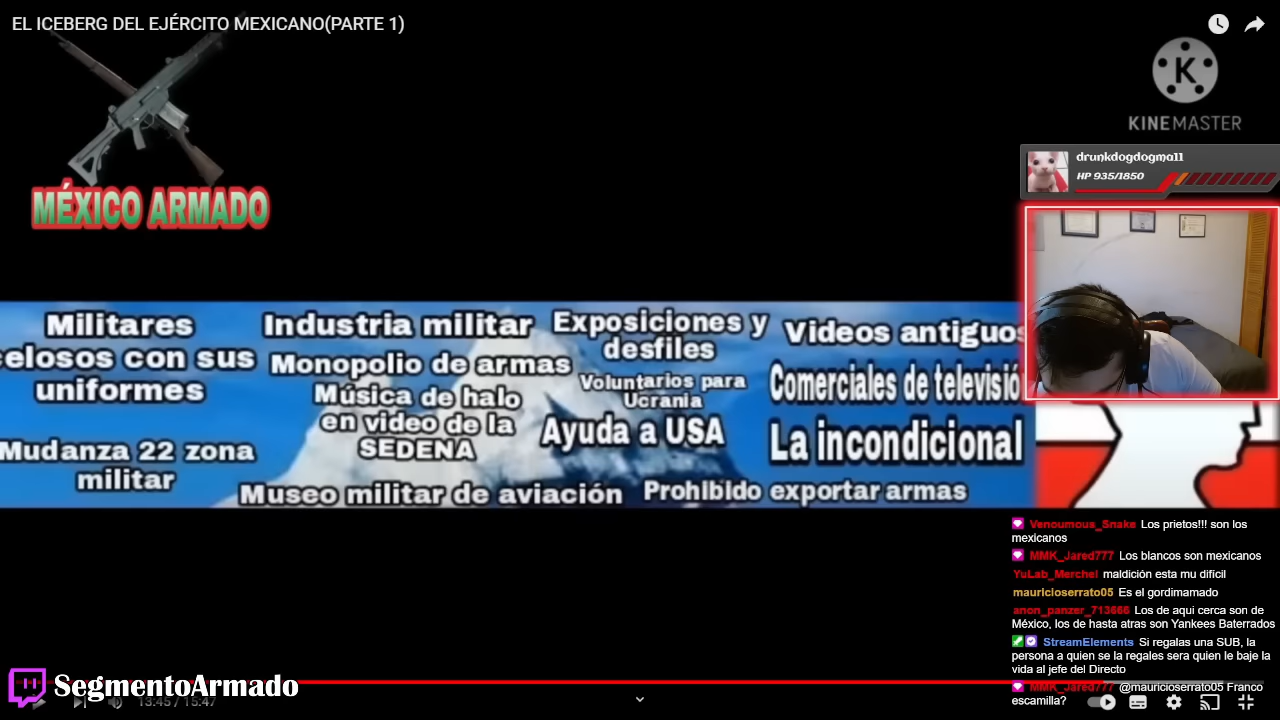 EL ICEBERG DEL EJÉRCITO MEXICANO(PARTE 1)
K
KINEMASTER
MÉXICO ARMADO
drunkdogdogma11
HP 935/1850
Militares
celosos con sus
uniformes
Mudanza 22 zona
militar
Industria militar
Monopolio de armas
Música de halo
en video de la
SEDENA
Museo militar de aviación
Exposiciones y
desfiles
Voluntarios para
Ucrania
Ayuda a USA
Prohibido exportar armas
Videos antiguos
Comerciales de televisió
La incondicional
Venoumous_Snake Los prietos!!! son los
mexicanos
MMK_Jared777 Los blancos son mexicanos
YuLab_Merchel maldición esta mu difícil
mauricioserrato05 Es el gordimamado
anon_panzer_713666 Los de aqui cerca son de
México, los de hasta atras son Yankees Baterrados
StreamElements Si regalas una SUB, la
persona a quien se la regales sera quien le baje la
vida al jefe del Directo
MMK_Jared777 @mauricioserrato05 Franco
escamilla?
SegmentoArmado
13:45 / 15:47